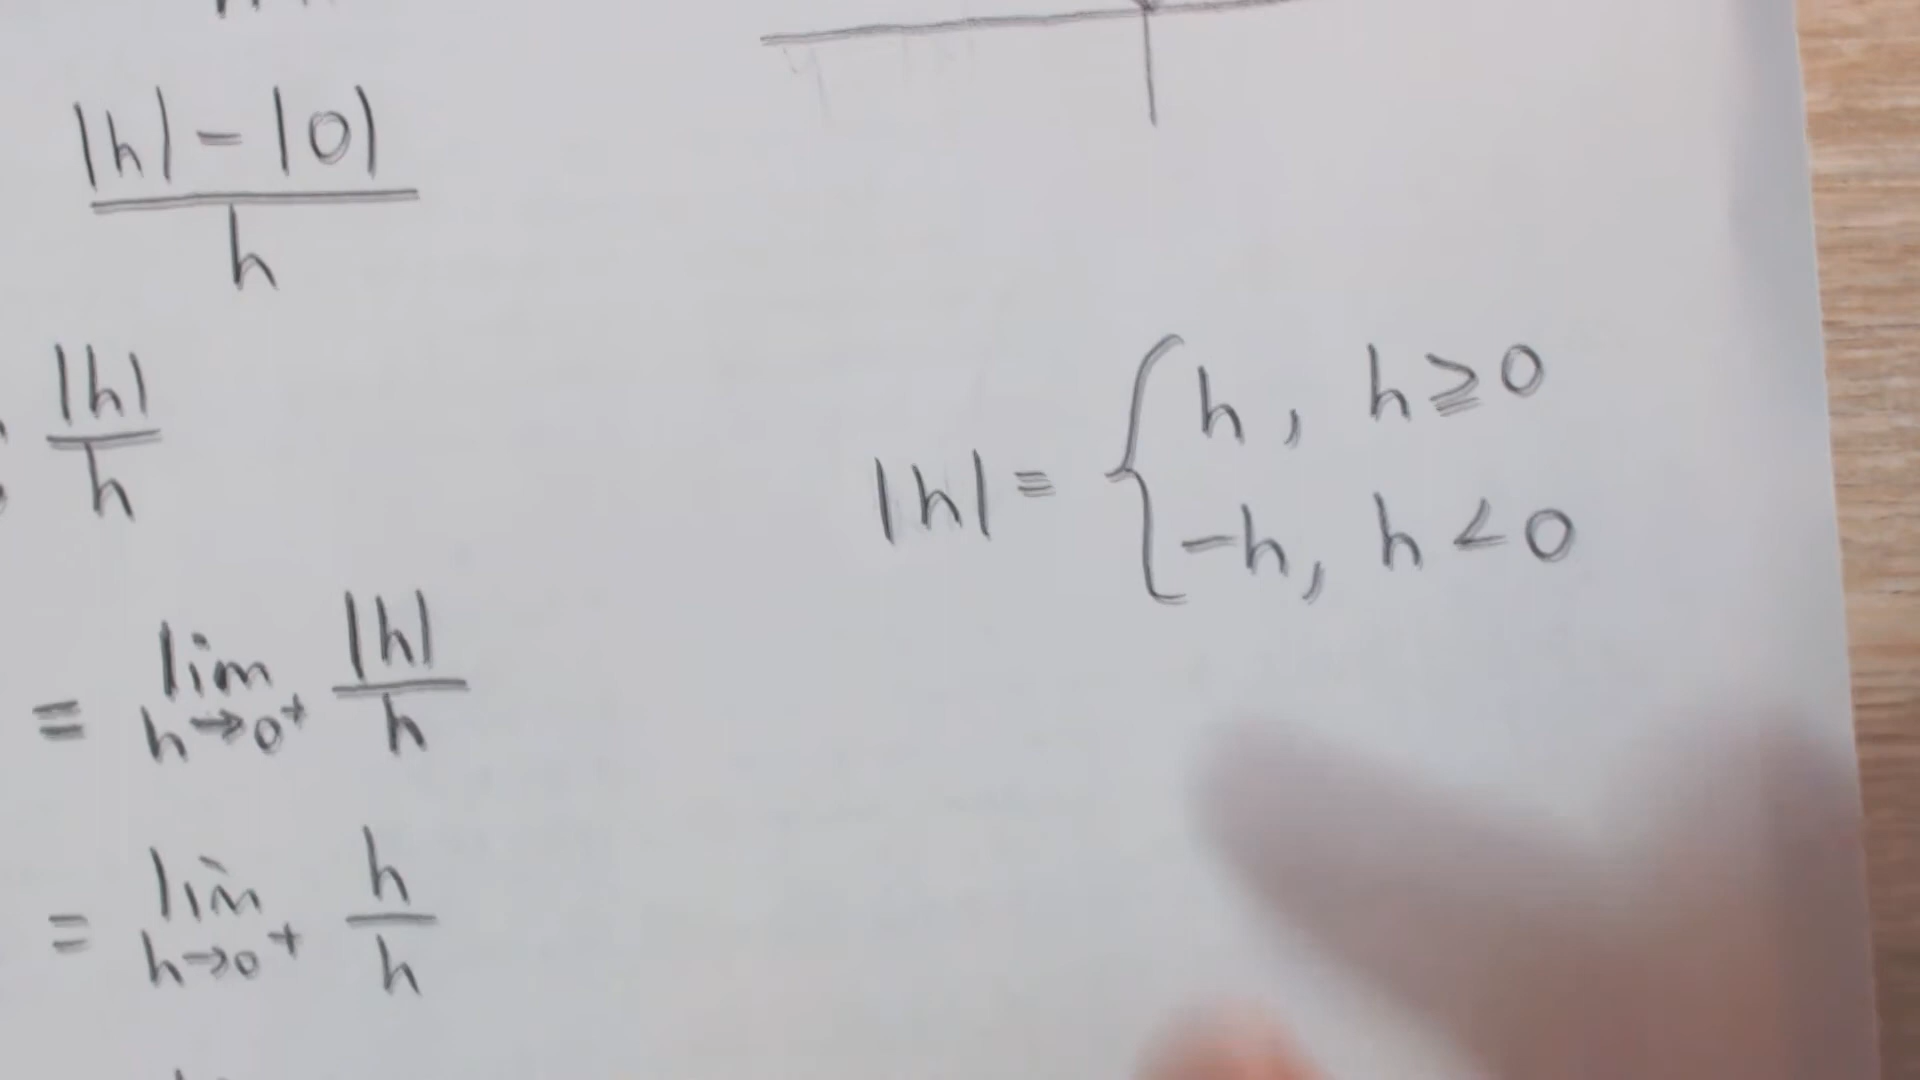 |h| - |0|
h
|h|
h
|h| = { h, h ≥ 0
-h, h < 0
= lim h→0⁺ |h|/h
= lim h→0⁺ h/h